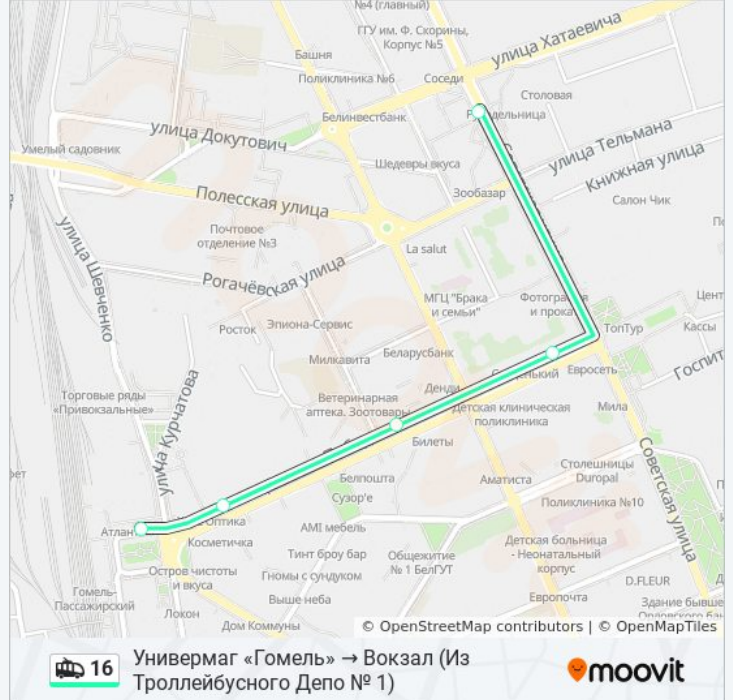 №4 (главный)
ГГУ им. Ф. Скорины,
Корпус №5
улица Хатаевича
Башня
Поликлиника №6
Соседи
Столовая
Белинвестбанк
улица Докутович
улица Тельмана
Умелый садовник
Шедевры вкуса
Книжная улица
Зообазар
Салон Чик
Полесская улица
Почтовое
отделение №3
La salut
улица Шевченко
Рогачёвская улица
МГЦ "Брака
и семьи"
и прока
Цент
Росток
Эпиона-Сервис
ТопТур
Кассы
Милкавита
Беларусбанк
Евросеть
Госпит
Денди
Торговые ряды
«Привокзальные»
улица Курчатова
Ветеринарная
аптека. Зоотовары
Детская клиническая
поликлиника
Мила
Билеты
Советская улица
Белпошта
Аматиста
Столешницы
Duropal
Сузор'е
Поликлиника №10
Атлант
Оптика
AMI мебель
Косметичка
Тинт броу бар
Общежитие
№ 1 БелГУТ
Детская больница
- Неонатальный
корпус
Остров чистоты
и вкуса
Гномы с сундуком
D.FLEUR
Гомель-
Пассажирский
Выше неба
Европочта
Здание бывше
Локон
Дом Коммуны
© OpenStreetMap contributors | © OpenMapTiles
16
Универмаг «Гомель» → Вокзал (Из
Троллейбусного Депо № 1)
moovit